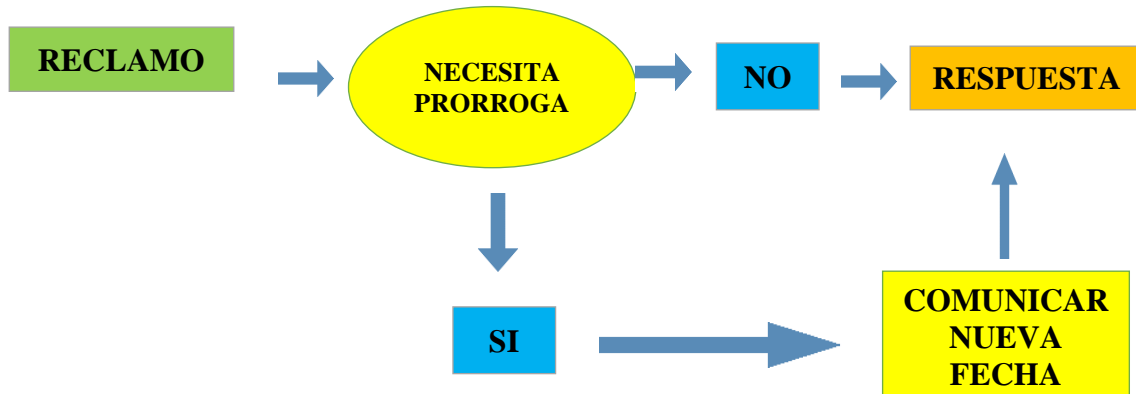 RECLAMO
NECESITA
PRORROGA
NO
RESPUESTA
SI
COMUNICAR
NUEVA
FECHA